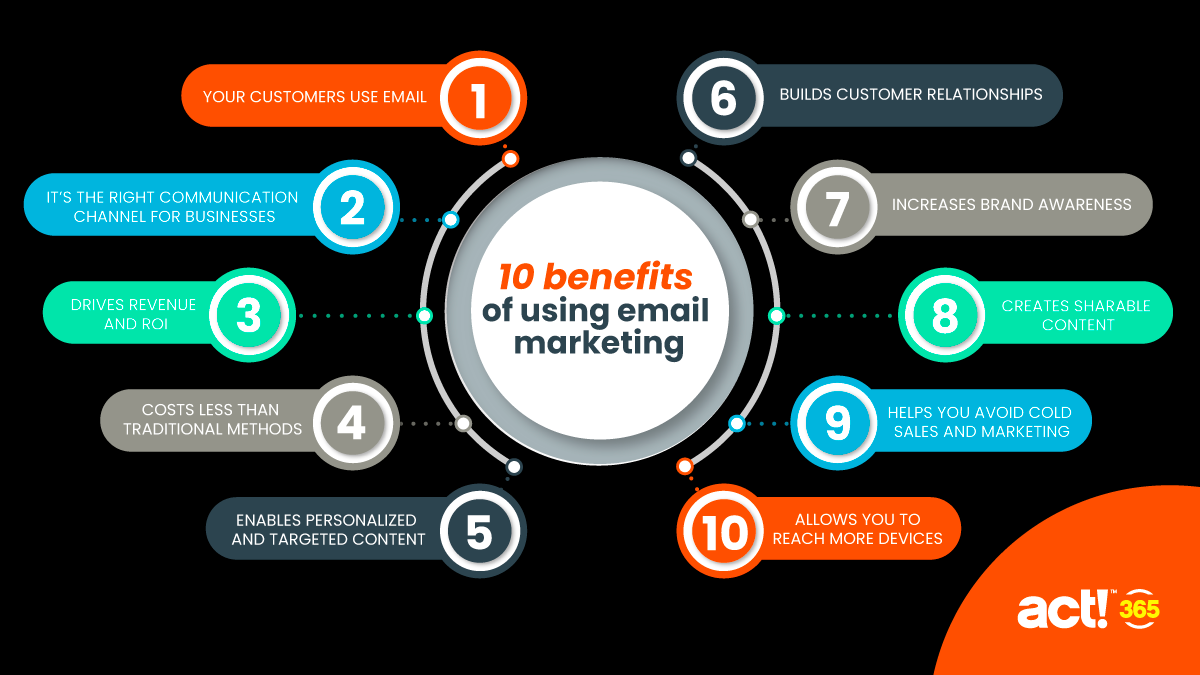 10 benefits
of using email
marketing
1
YOUR CUSTOMERS USE EMAIL
2
IT'S THE RIGHT COMMUNICATION
CHANNEL FOR BUSINESSES
3
DRIVES REVENUE
AND ROI
4
COSTS LESS THAN
TRADITIONAL METHODS
5
ENABLES PERSONALIZED
AND TARGETED CONTENT
6
BUILDS CUSTOMER RELATIONSHIPS
7
INCREASES BRAND AWARENESS
8
CREATES SHARABLE
CONTENT
9
HELPS YOU AVOID COLD
SALES AND MARKETING
10
ALLOWS YOU TO
REACH MORE DEVICES
act!™ 365